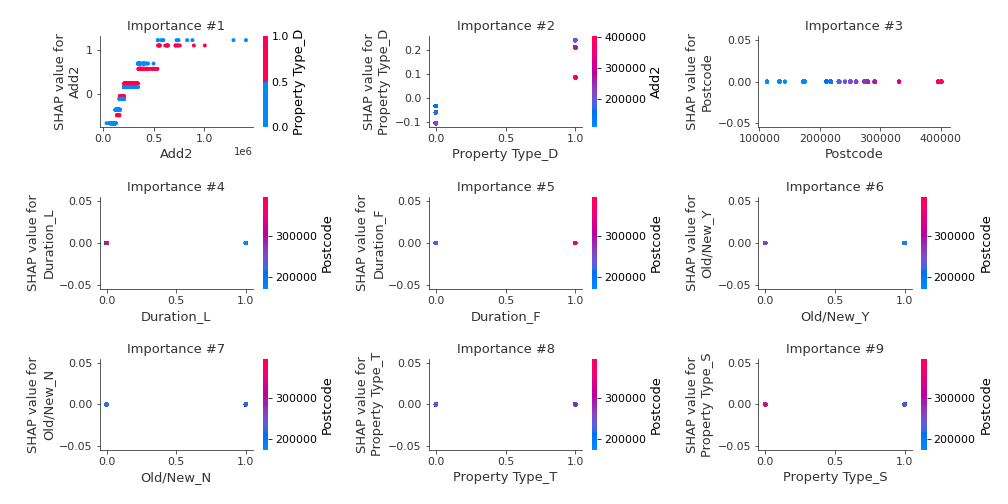 Importance #1
SHAP value for
Add2
1
0
0.0
0.5
1.0
1e6
Add2
1.0
0.5
0.0
Property Type_D
Importance #2
SHAP value for
Property Type_D
0.2
0.1
0.0
−0.1
0.0
0.5
1.0
Property Type_D
400000
300000
200000
Add2
Importance #3
SHAP value for
Postcode
0.05
0.00
−0.05
100000
200000
300000
400000
Postcode
Importance #4
SHAP value for
Duration_L
0.05
0.00
−0.05
0.0
0.5
1.0
Duration_L
300000
200000
Postcode
Importance #5
SHAP value for
Duration_F
0.05
0.00
−0.05
0.0
0.5
1.0
Duration_F
300000
200000
Postcode
Importance #6
SHAP value for
Old/New_Y
0.05
0.00
−0.05
0.0
0.5
1.0
Old/New_Y
300000
200000
Postcode
Importance #7
SHAP value for
Old/New_N
0.05
0.00
−0.05
0.0
0.5
1.0
Old/New_N
300000
200000
Postcode
Importance #8
SHAP value for
Property Type_T
0.05
0.00
−0.05
0.0
0.5
1.0
Property Type_T
300000
200000
Postcode
Importance #9
SHAP value for
Property Type_S
0.05
0.00
−0.05
0.0
0.5
1.0
Property Type_S
300000
200000
Postcode